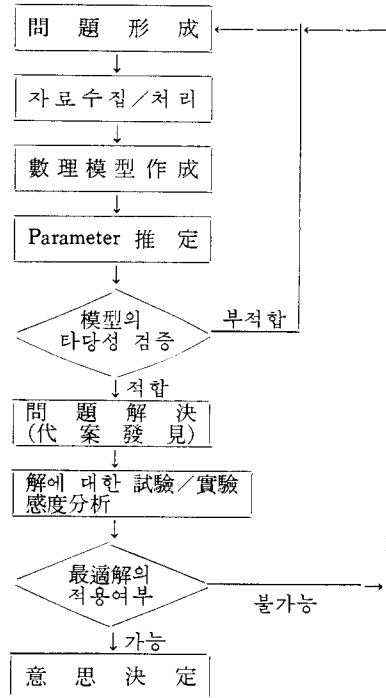 問題形成
자료수집/처리
數理模型作成
Parameter 推定
模型의
타당성 검증
부적합
적합
問題解決
(代案發見)
解에 대한 試驗/實驗
感度分析
最適解의
적용여부
불가능
가능
意思決定